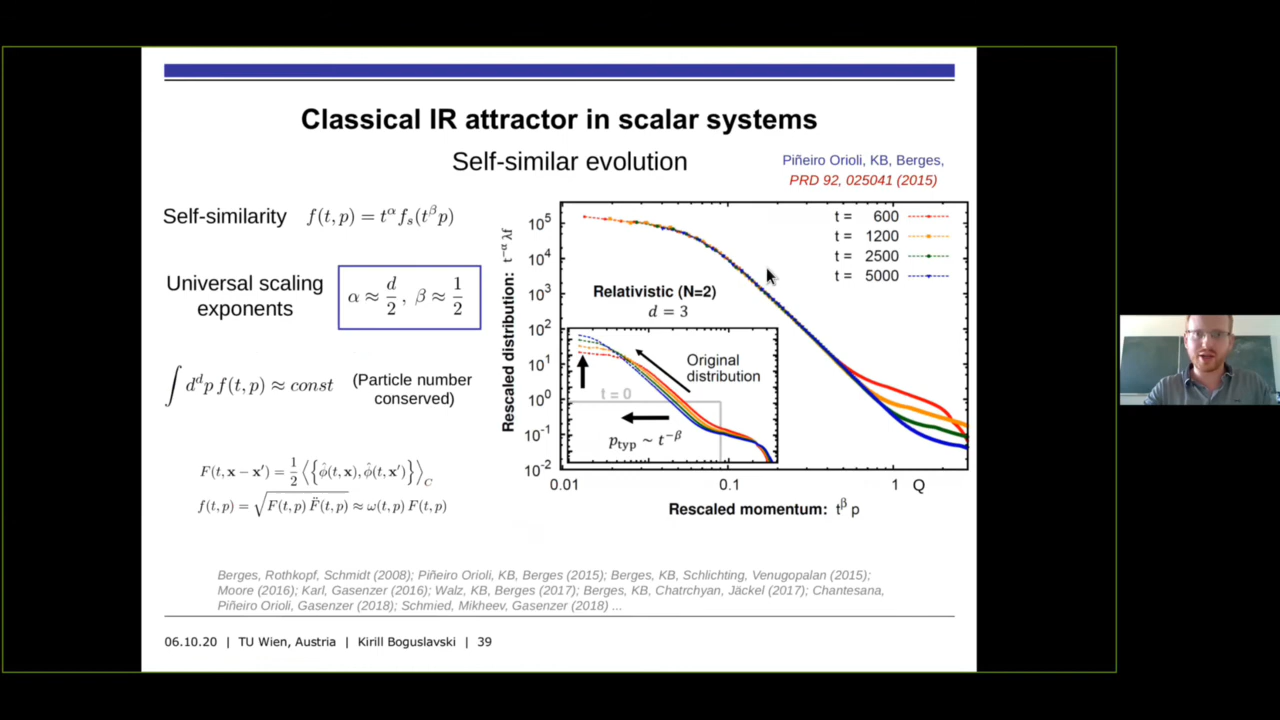 Classical IR attractor in scalar systems
Self-similar evolution
Piñeiro Orioli, KB, Berges,
PRD 92, 025041 (2015)
Self-similarity f(t, p) = t^α f_s(t^β p)
Universal scaling
exponents
α ≈ d/2 , β ≈ 1/2
∫ d^d p f(t, p) ≈ const
(Particle number
conserved)
F(t, x − x′) = 1/2 ⟨{φ̂(t, x), φ̂(t, x′)}⟩_C
f(t, p) = √(F(t, p) F̈(t, p)) ≈ ω(t, p) F(t, p)
Rescaled distribution: t^-α λf
10^5
10^4
10^3
10^2
10^1
10^0
10^-1
10^-2
t = 600
t = 1200
t = 2500
t = 5000
Relativistic (N=2)
d = 3
Original
distribution
t = 0
p_typ ~ t^−β
0.01
0.1
1
Q
Rescaled momentum: t^β p
Berges, Rothkopf, Schmidt (2008); Piñeiro Orioli, KB, Berges (2015); Berges, KB, Schlichting, Venugopalan (2015);
Moore (2016); Karl, Gasenzer (2016); Walz, KB, Berges (2017); Berges, KB, Chatrchyan, Jäckel (2017); Chantesana,
Piñeiro Orioli, Gasenzer (2018); Schmied, Mikheev, Gasenzer (2018) ...
06.10.20 | TU Wien, Austria | Kirill Boguslavski | 39